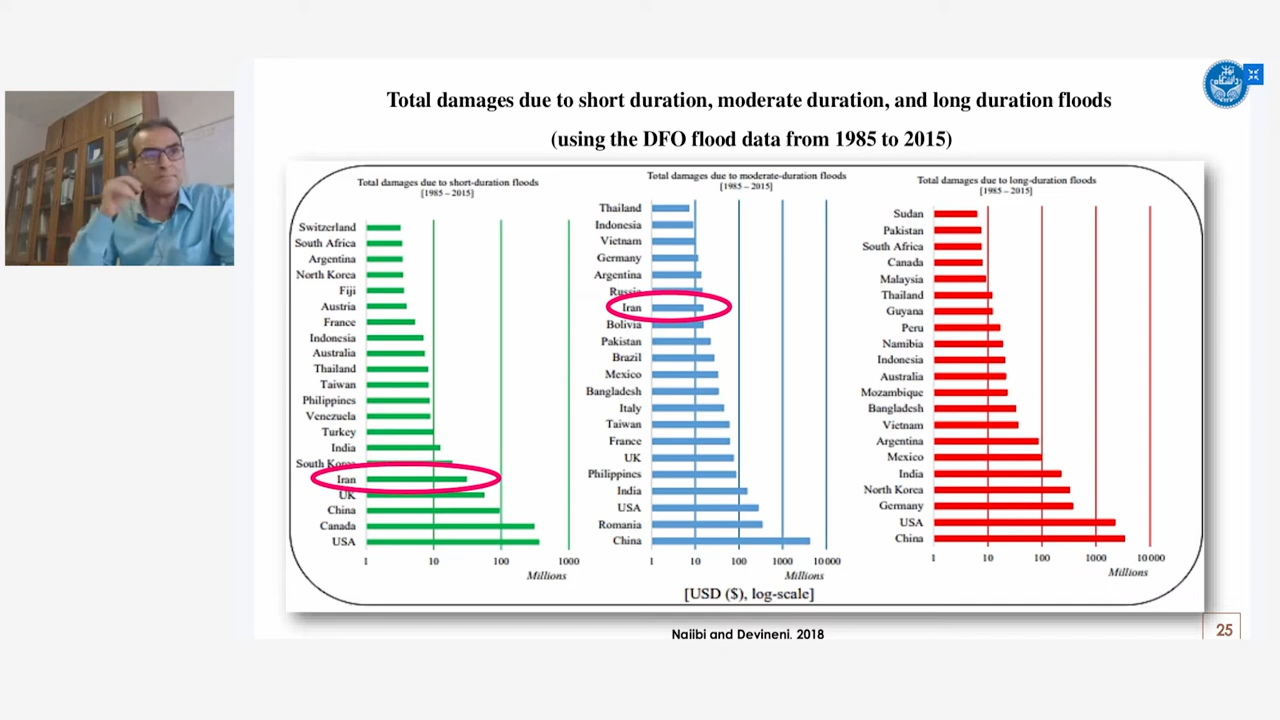 Total damages due to short duration, moderate duration, and long duration floods
(using the DFO flood data from 1985 to 2015)
Total damages due to short-duration floods
[1985 – 2015]
Switzerland
South Africa
Argentina
North Korea
Fiji
Austria
France
Indonesia
Australia
Thailand
Taiwan
Philippines
Venezuela
Turkey
India
South Korea
Iran
UK
China
Canada
USA
1 10 100 1000
Millions
Total damages due to moderate-duration floods
[1985 – 2015]
Thailand
Indonesia
Vietnam
Germany
Argentina
Russia
Iran
Bolivia
Pakistan
Brazil
Mexico
Bangladesh
Italy
Taiwan
France
UK
Philippines
India
USA
Romania
China
1 10 100 1000 10000
Millions
Total damages due to long-duration floods
[1985 – 2015]
Sudan
Pakistan
South Africa
Canada
Malaysia
Thailand
Guyana
Peru
Namibia
Indonesia
Australia
Mozambique
Bangladesh
Vietnam
Argentina
Mexico
India
North Korea
Germany
USA
China
1 10 100 1000 10000
Millions
[USD ($), log-scale]
Najibi and Devineni, 2018
25